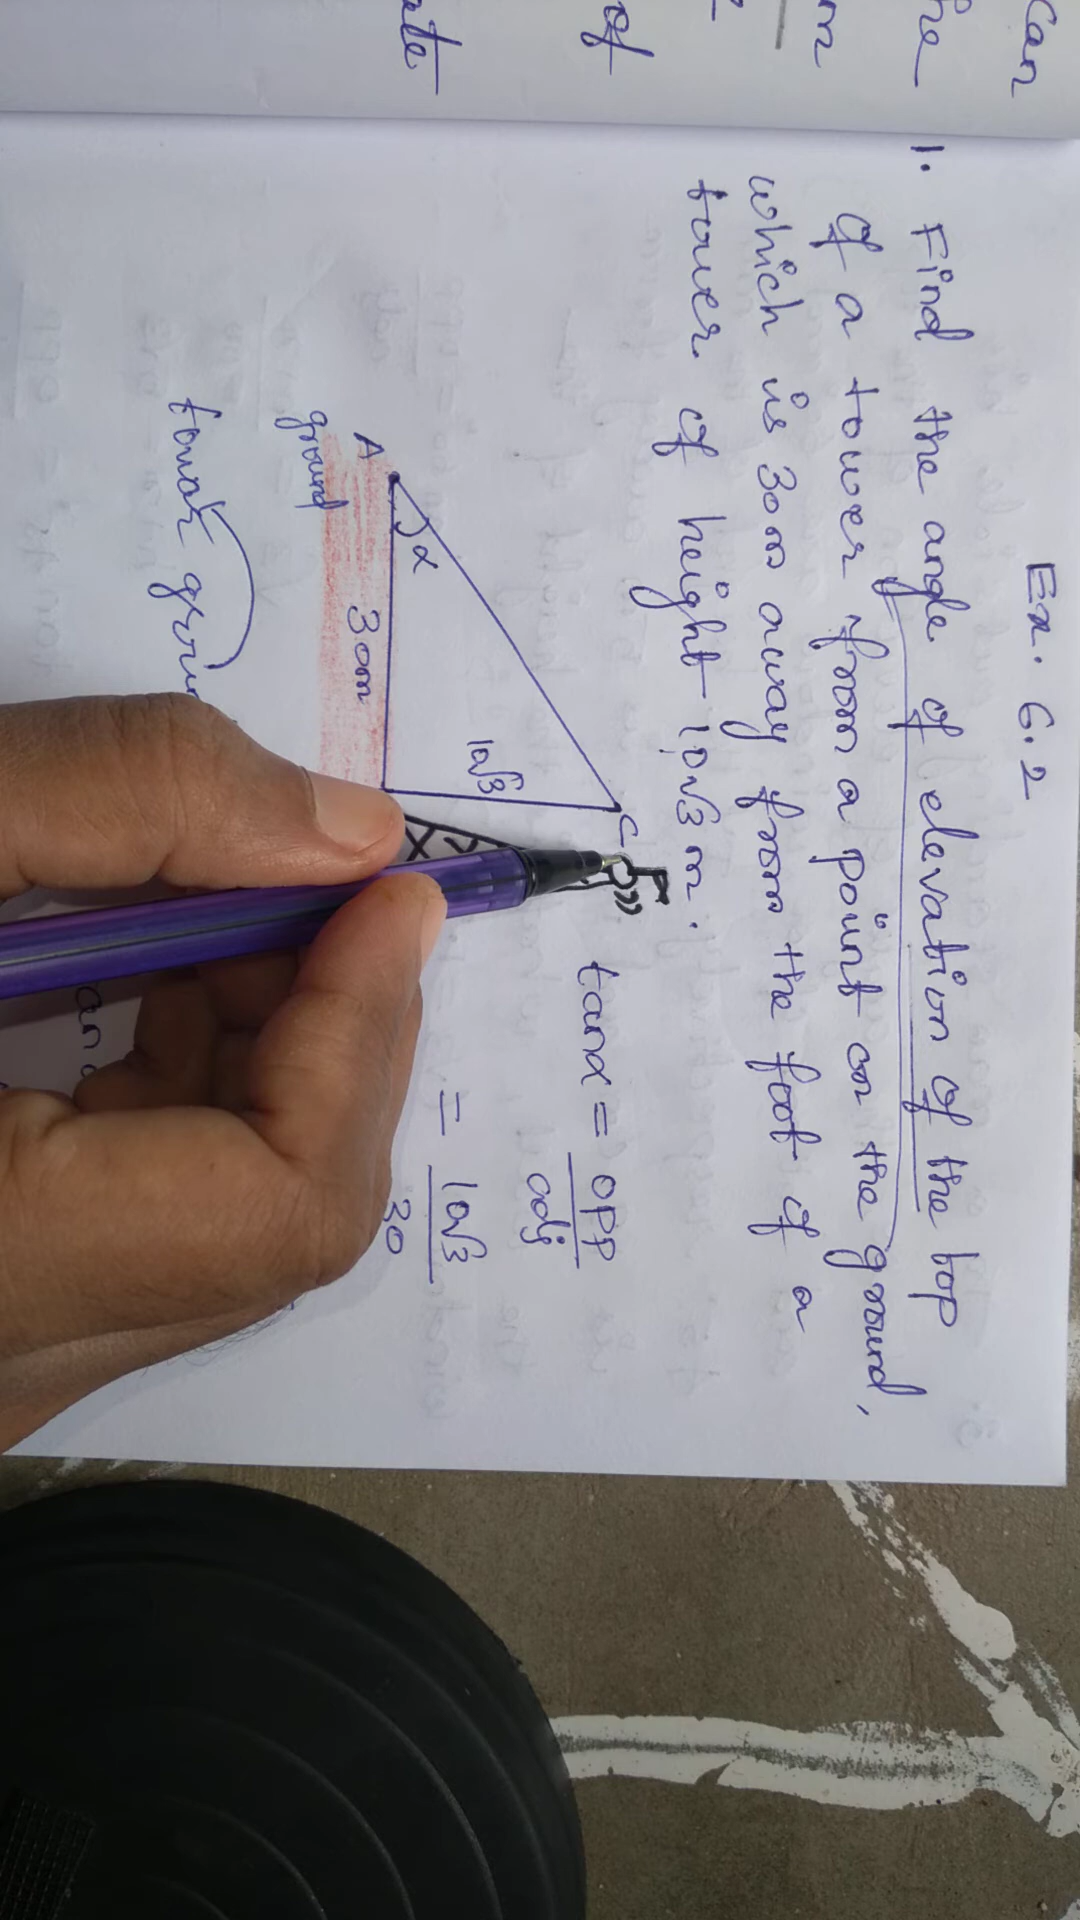 can
the
m
of
ate
Ex. 6.2
1. Find the angle of elevation of the top
of a tower from a point on the ground,
which is 30m away from the foot of a
tower of height 10√3 m.
C
A
α
10√3
30m
ground
tanα = opp
adj
= 10√3
30